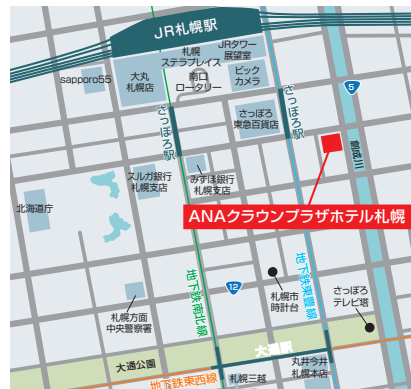 JR札幌駅
札幌
ステラプレイス
JRタワー
展望室
sapporo55
大丸
札幌店
南口
ロータリー
ビック
カメラ
5
さっぽろ駅
さっぽろ
東急百貨店
さっぽろ駅
創成川
スルガ銀行
札幌支店
みずほ銀行
札幌支店
北海道庁
ANAクラウンプラザホテル札幌
地下鉄南北線
地下鉄東豊線
12
札幌市
時計台
さっぽろ
テレビ塔
札幌方面
中央警察署
大通駅
大通公園
丸井今井
札幌本店
地下鉄東西線
札幌三越